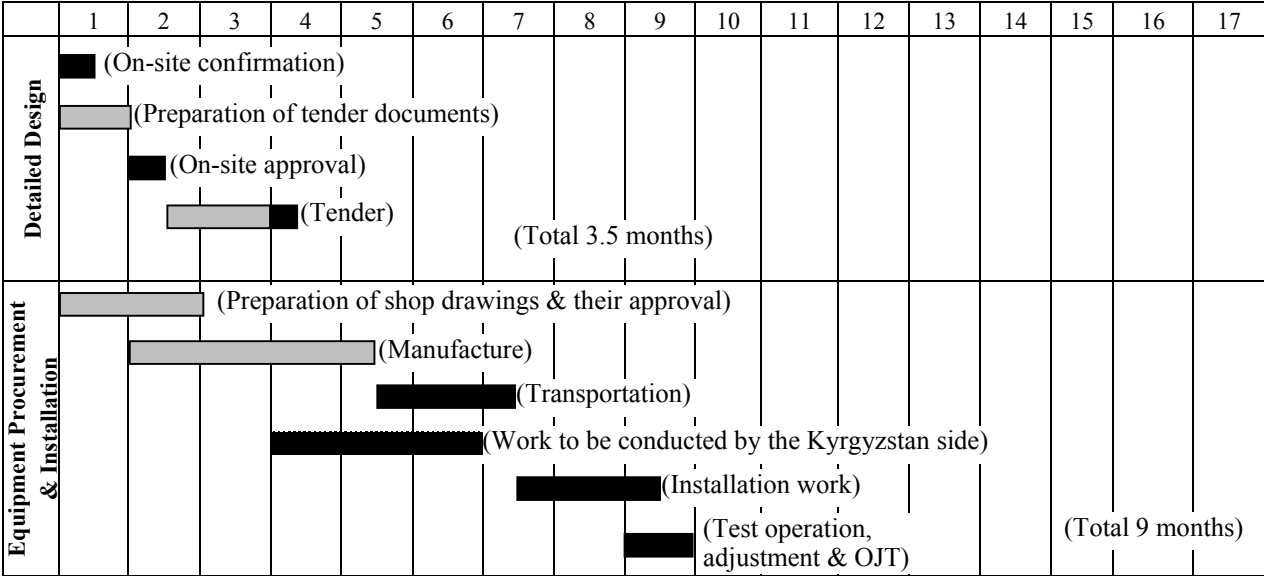 1 2 3 4 5 6 7 8 9 10 11 12 13 14 15 16 17
Detailed Design
(On-site confirmation)
(Preparation of tender documents)
(On-site approval)
(Tender)
(Total 3.5 months)
Equipment Procurement
& Installation
(Preparation of shop drawings & their approval)
(Manufacture)
(Transportation)
(Work to be conducted by the Kyrgyzstan side)
(Installation work)
(Test operation,
adjustment & OJT)
(Total 9 months)